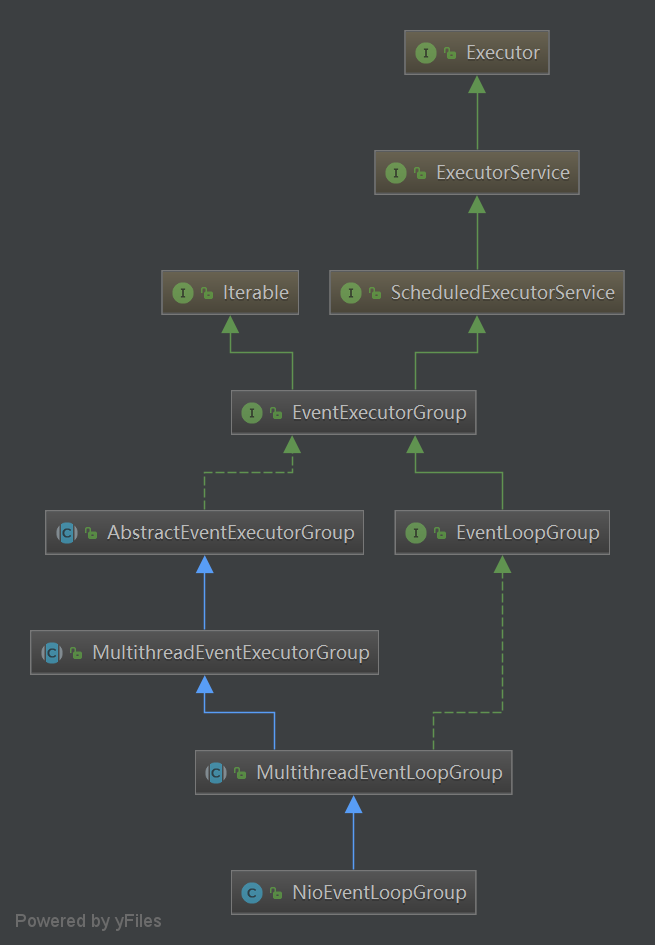 I Executor
I ExecutorService
I Iterable
I ScheduledExecutorService
I EventExecutorGroup
C AbstractEventExecutorGroup
I EventLoopGroup
C MultithreadEventExecutorGroup
C MultithreadEventLoopGroup
C NioEventLoopGroup
Powered by yFiles